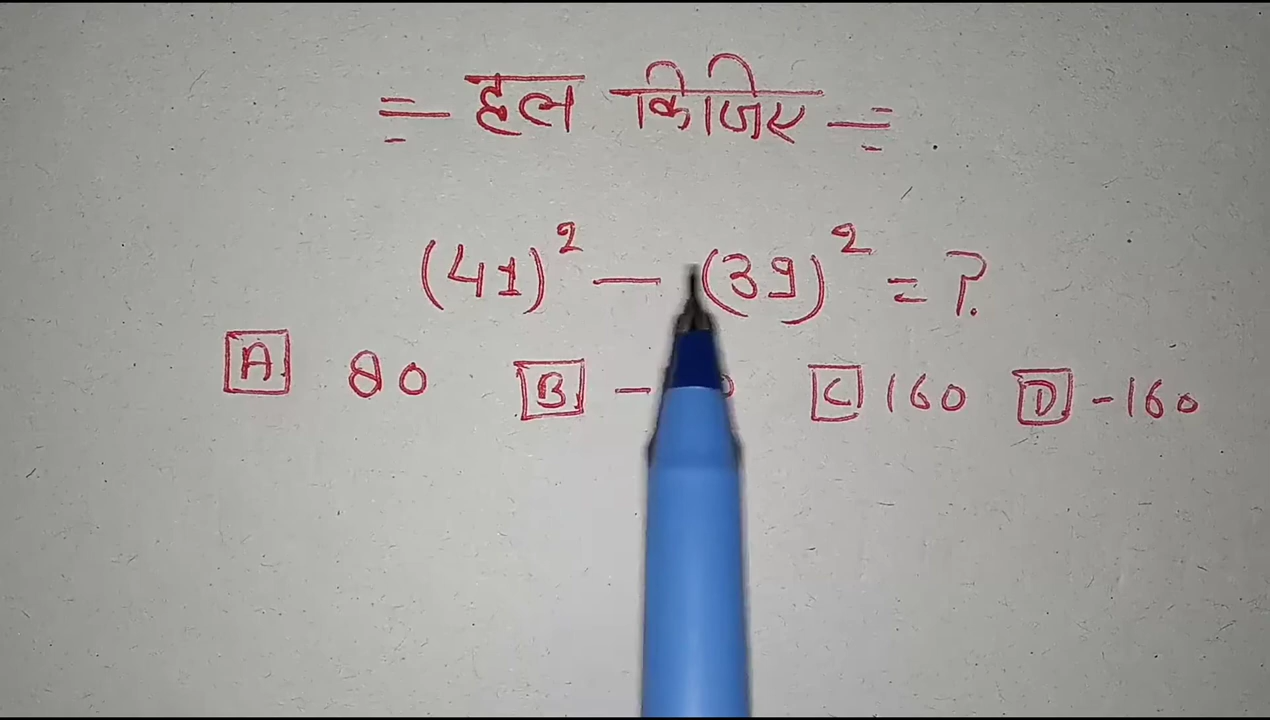 = हल किजिए =
(41)² — (39)² = ?
A 80 B C 160 D -160